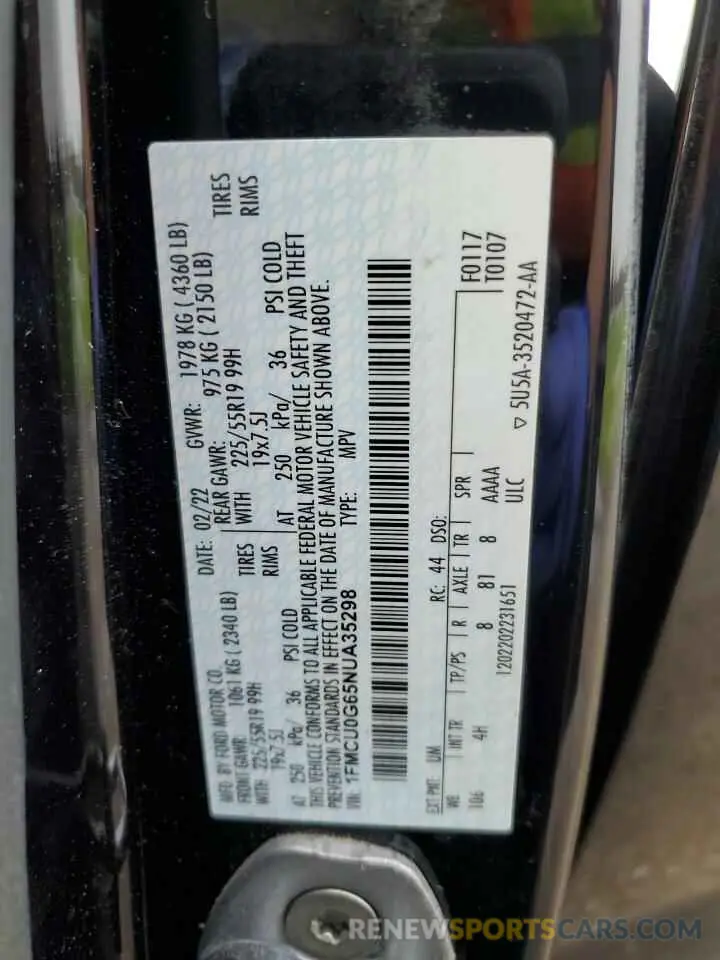 MFD BY FORD MOTOR CO.
DATE: 02/22 GVWR: 1978 KG ( 4360 LB)
FRONT GAWR: 1061 KG ( 2340 LB) REAR GAWR: 975 KG ( 2150 LB)
WITH 225/55R19 99H TIRES WITH 225/55R19 99H TIRES
19x7.5J RIMS 19x7.5J RIMS
AT 250 kPa/ 36 PSI COLD AT 250 kPa/ 36 PSI COLD
THIS VEHICLE CONFORMS TO ALL APPLICABLE FEDERAL MOTOR VEHICLE SAFETY AND THEFT
PREVENTION STANDARDS IN EFFECT ON THE DATE OF MANUFACTURE SHOWN ABOVE.
VIN: 1FMCU0G65NUA35298 TYPE: MPV
EXT PNT: UM RC: 44 DSO: F0117
WB INT TR TP/PS R AXLE TR SPR T0107
106 4H 8 81 8 AAAA
1202202231651 ULC ▽ 5U5A-3520472-AA
RENEWSPORTSCARS.COM